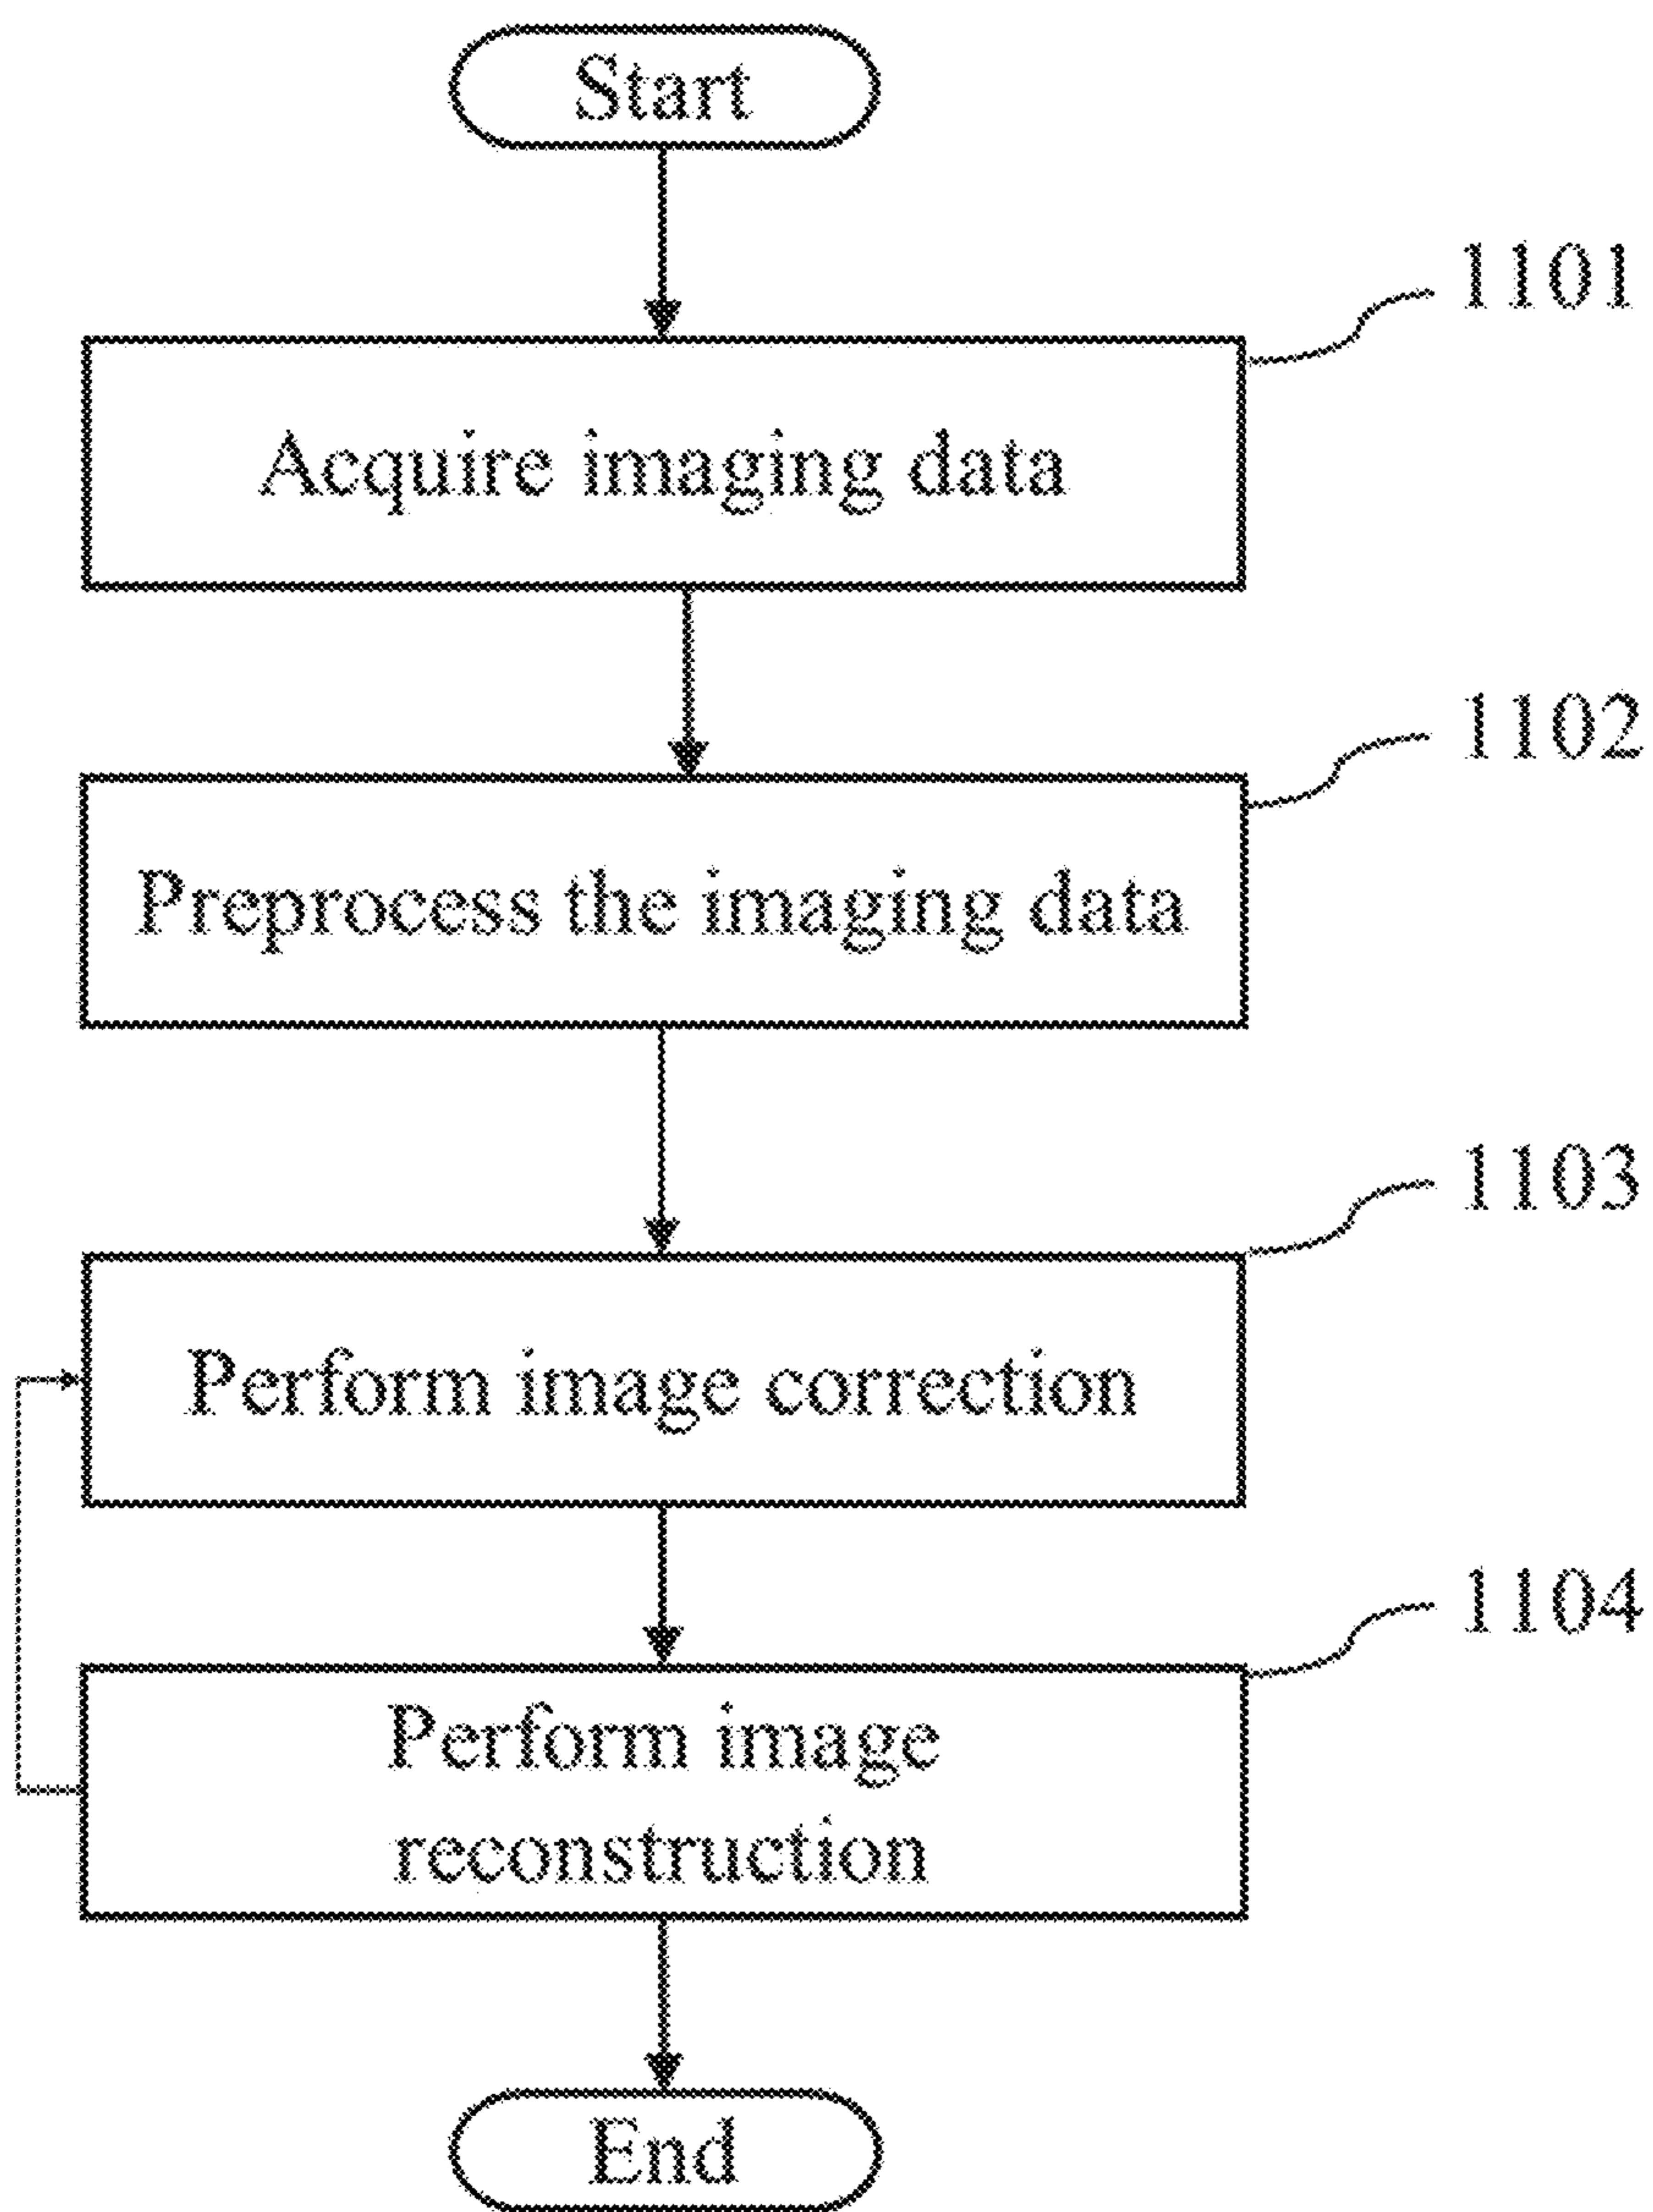 Start
1101
Acquire imaging data
1102
Preprocess the imaging data
1103
Perform image correction
1104
Perform image
reconstruction
End